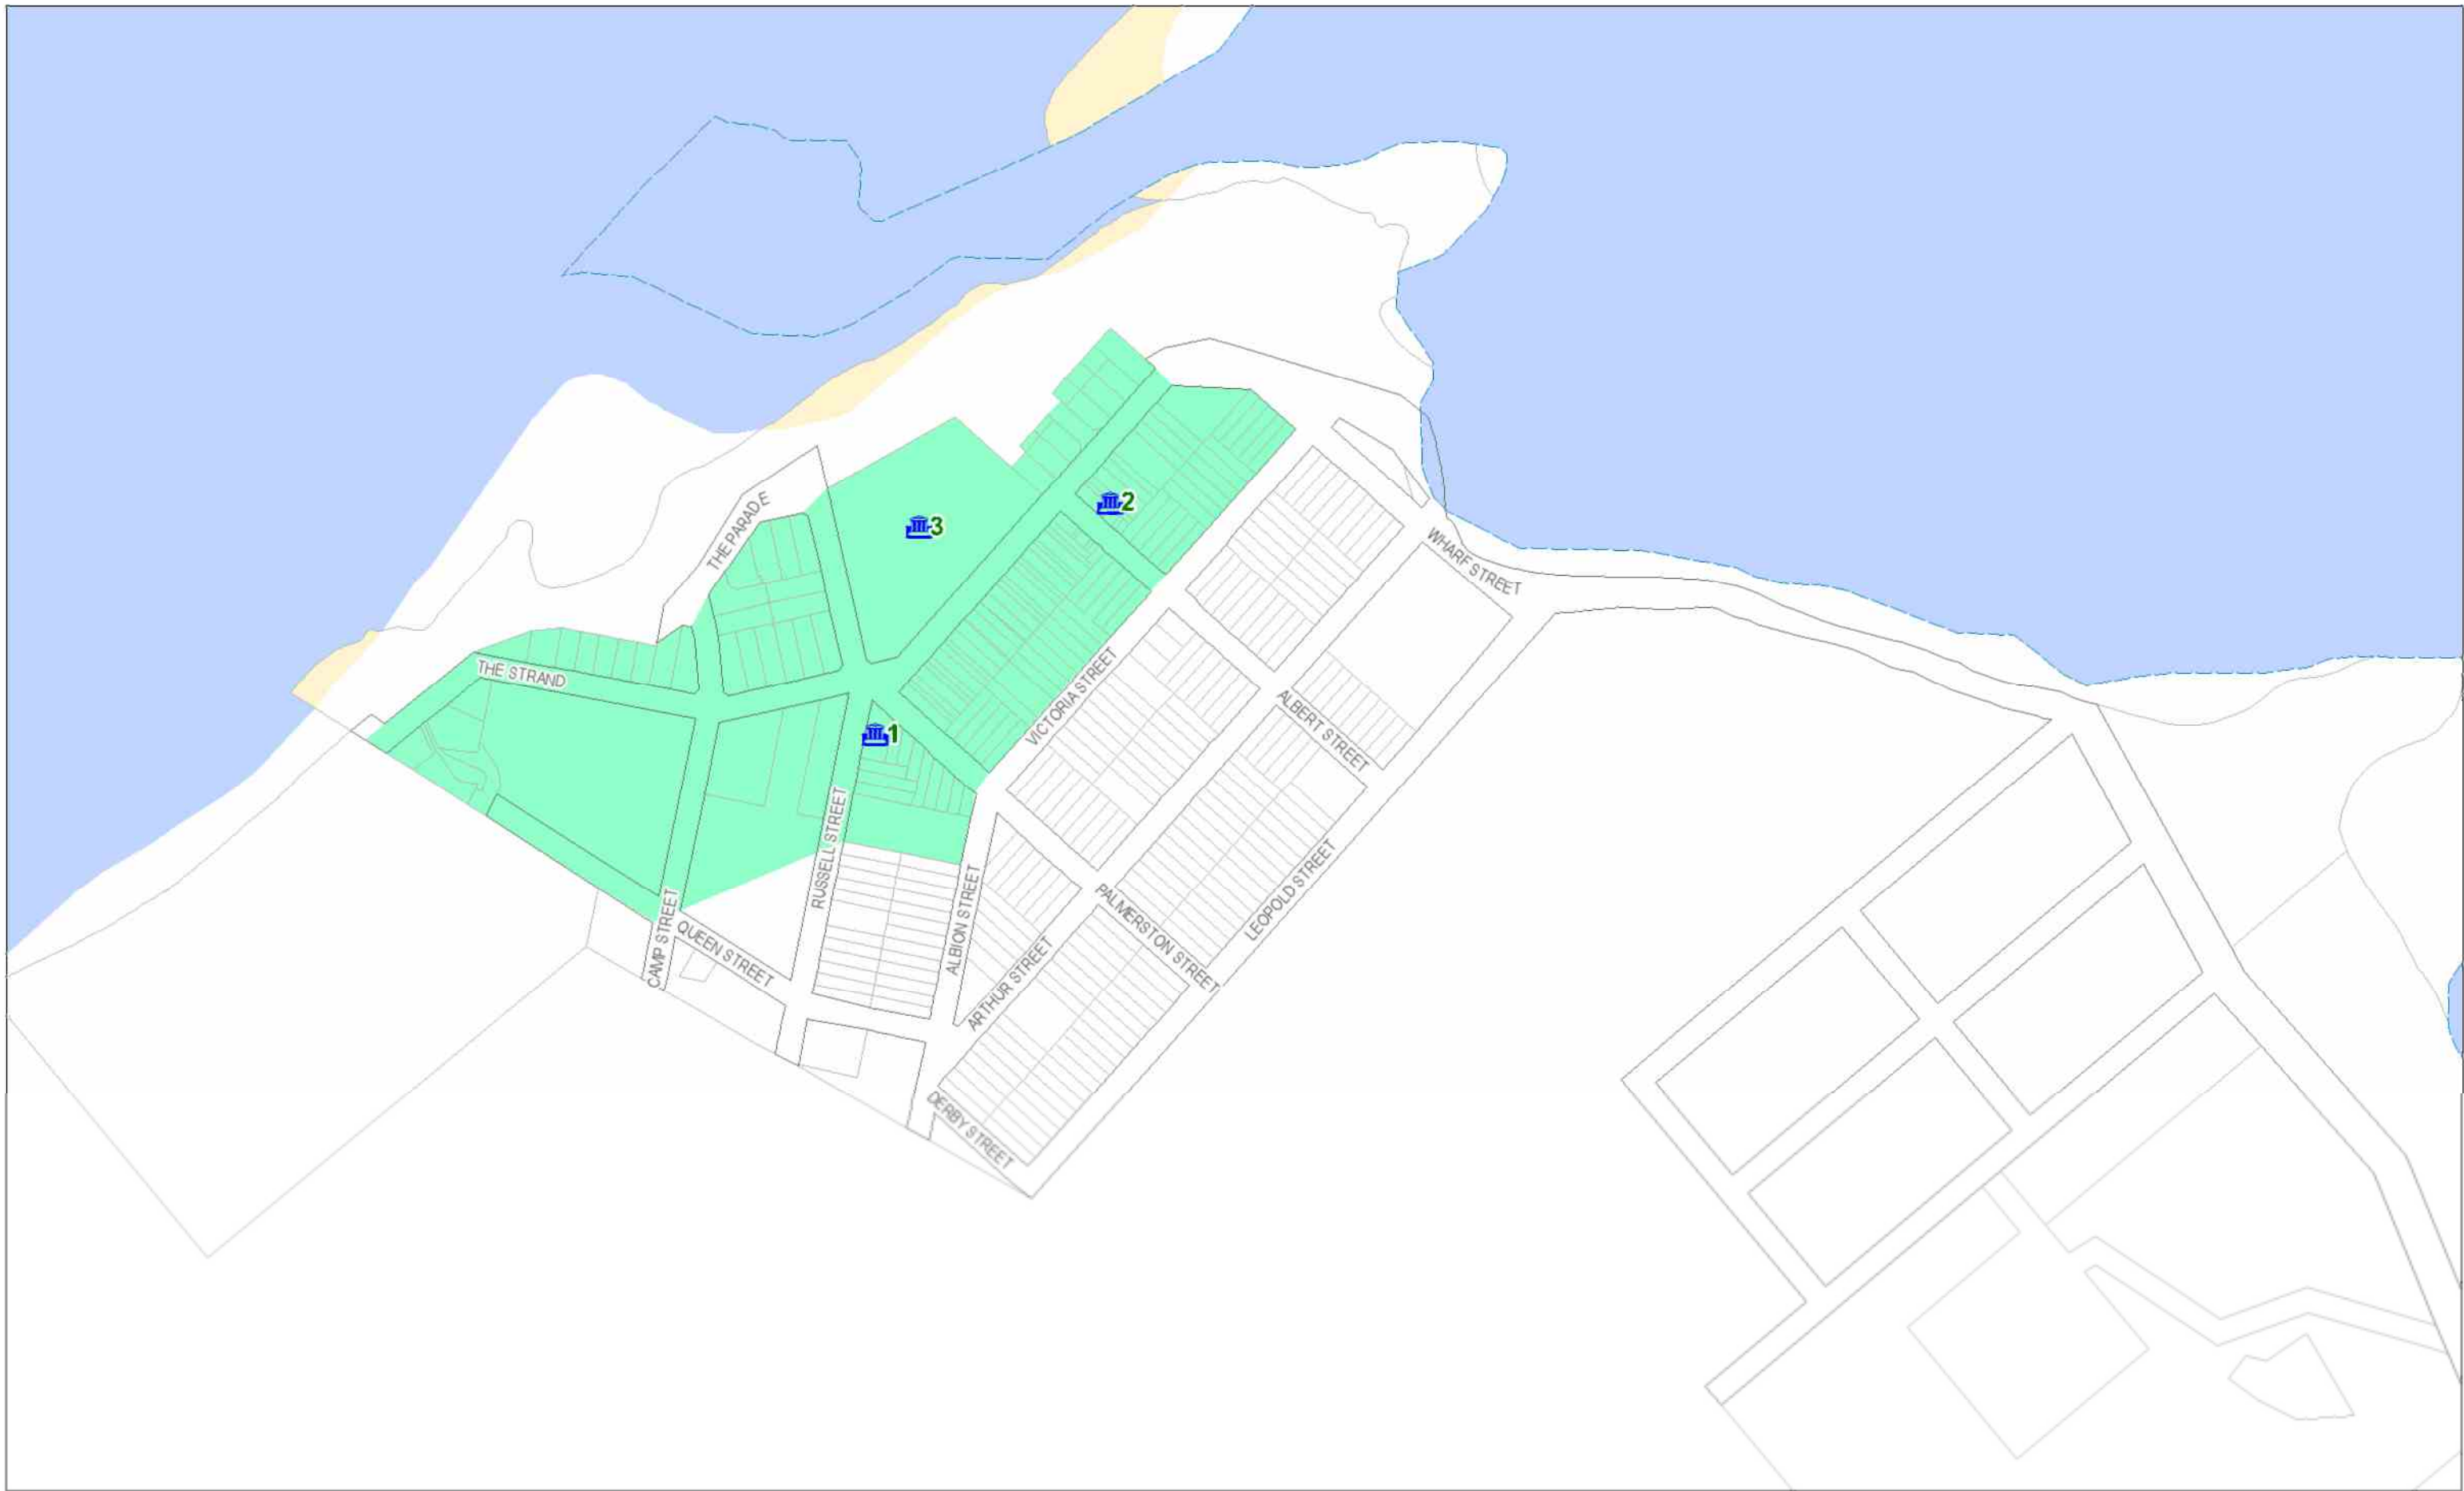 2
3
THE PARADE
WHARF STREET
THE STRAND
VICTORIA STREET
ALBERT STREET
1
RUSSELL STREET
LEOPOLD STREET
ALBION STREET
PALMERSTON STREET
CAMP STREET
QUEEN STREET
ARTHUR STREET
DERBY STREET